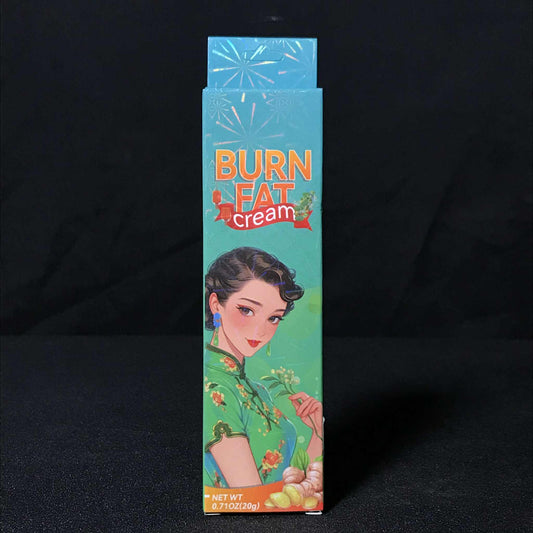 BURN
FAT
cream
NET WT
0.71OZ(20g)